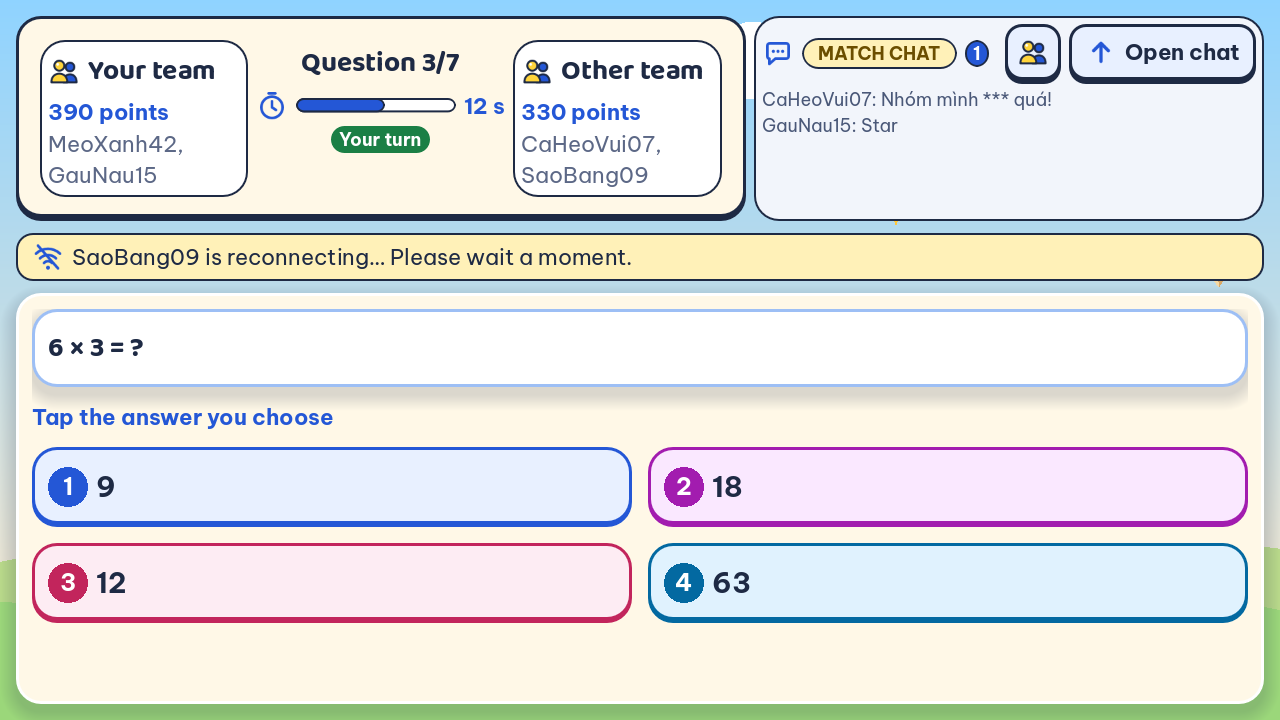 Your team
390 points
MeoXanh42,
GauNau15
Question 3/7
12 s
Your turn
Other team
330 points
CaHeoVui07,
SaoBang09
MATCH CHAT
1
Open chat
CaHeoVui07: Nhóm mình *** quá!
GauNau15: Star
SaoBang09 is reconnecting... Please wait a moment.
6 × 3 = ?
Tap the answer you choose
1 9
2 18
3 12
4 63